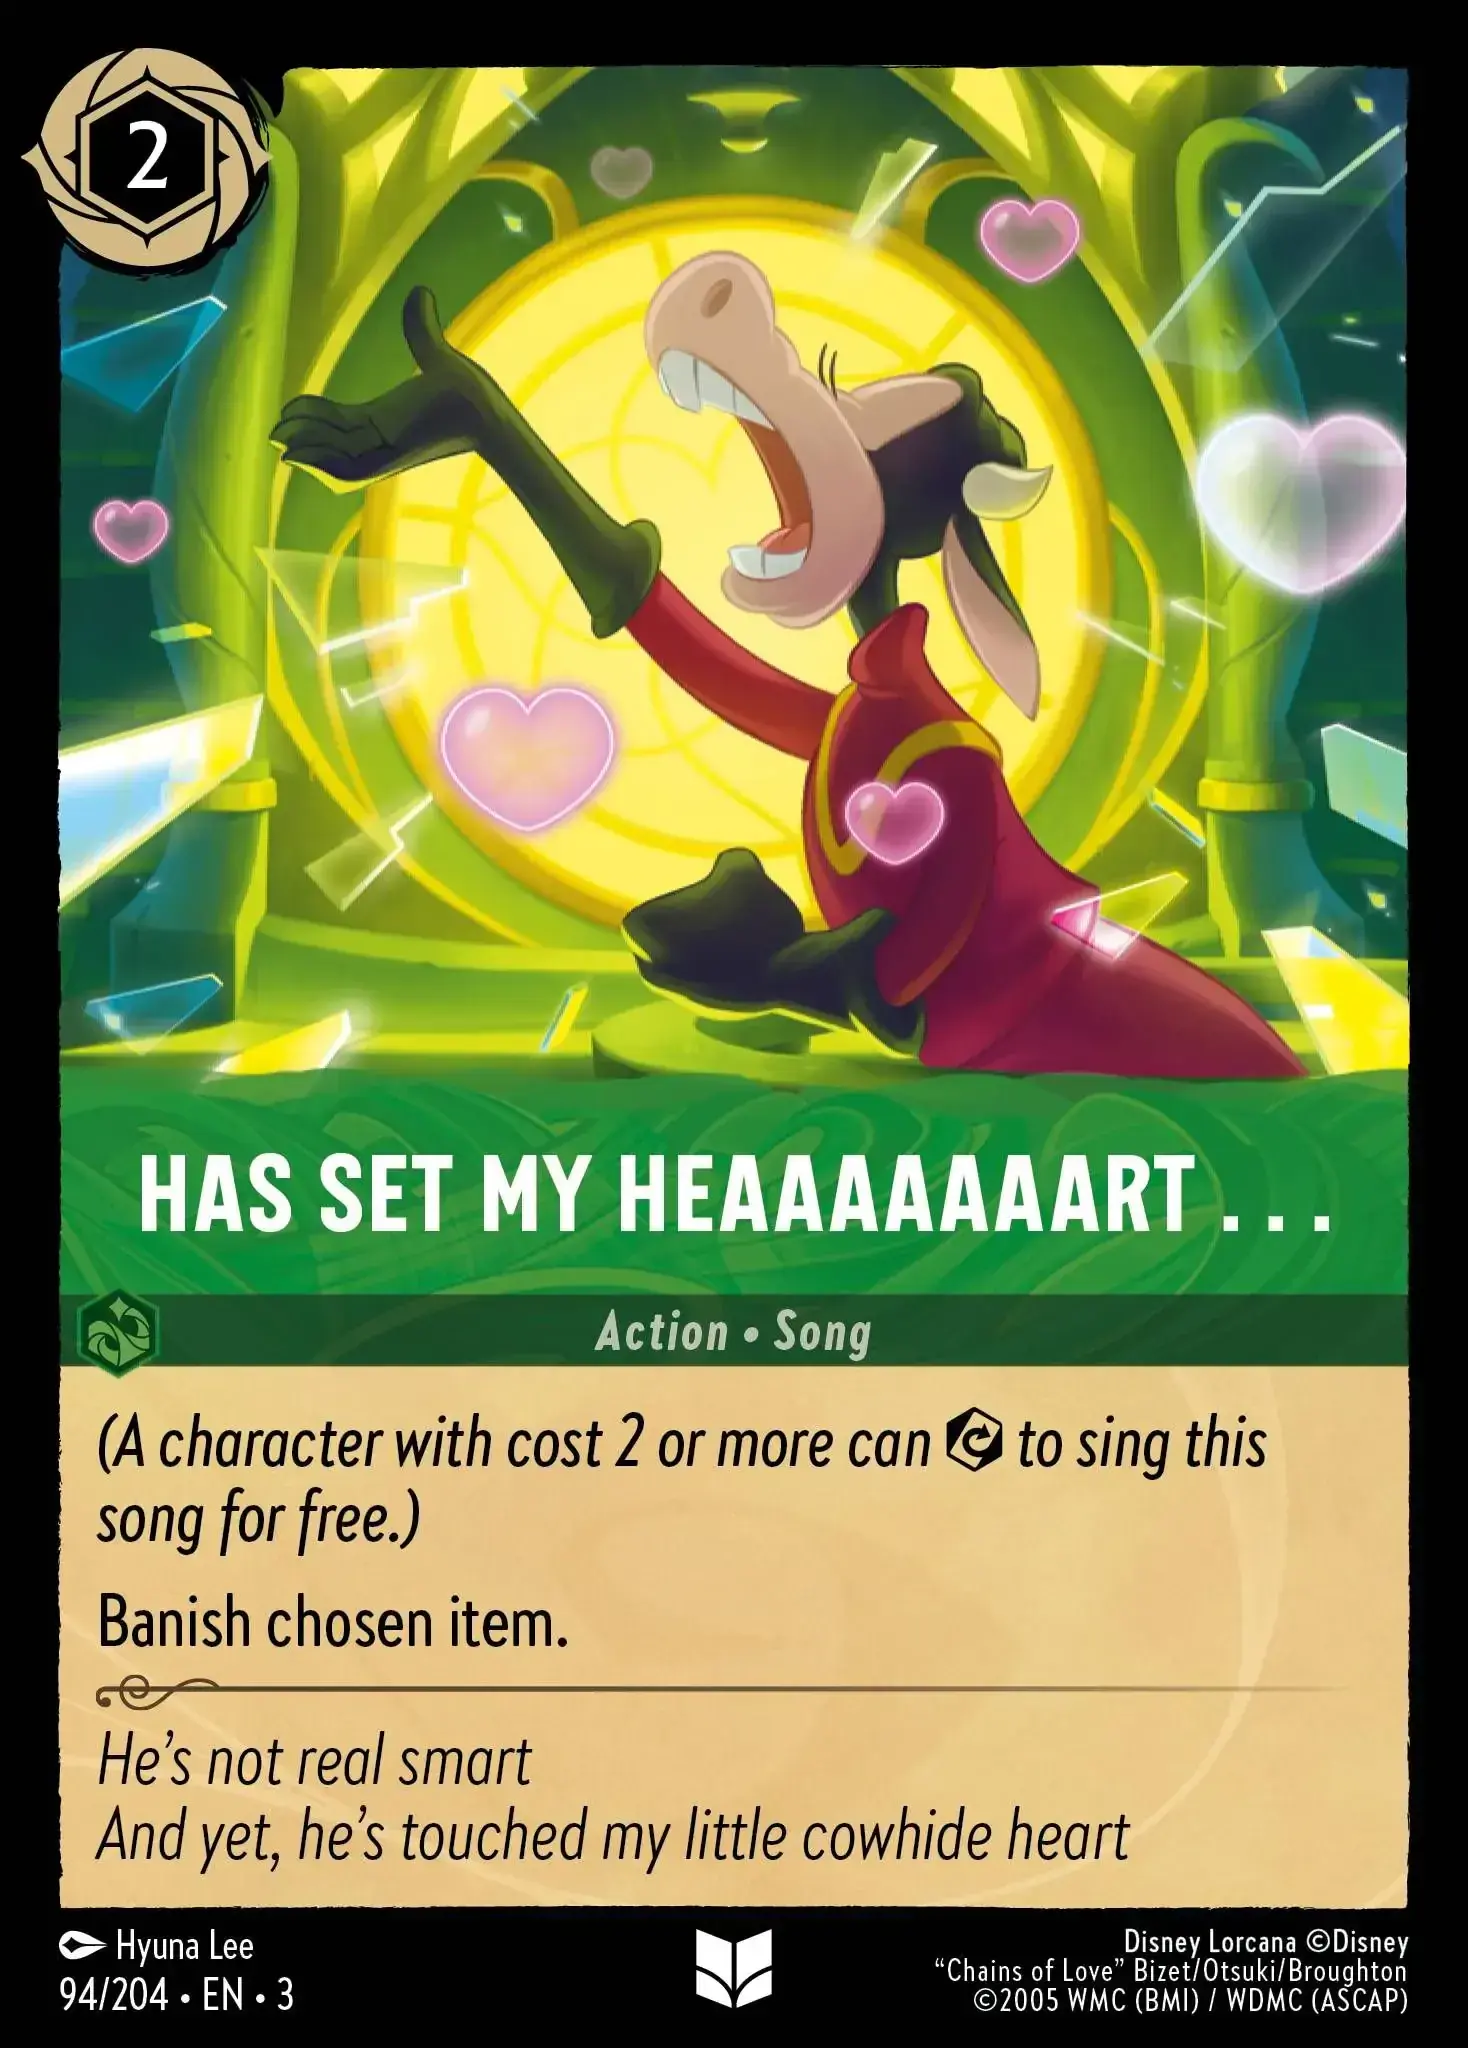 2
HAS SET MY HEAAAAAAART . . .
Action • Song
(A character with cost 2 or more can to sing this
song for free.)
Banish chosen item.
He's not real smart
And yet, he's touched my little cowhide heart
Hyuna Lee
94/204 • EN • 3
Disney Lorcana ©Disney
“Chains of Love” Bizet/Otsuki/Broughton
©2005 WMC (BMI) / WDMC (ASCAP)